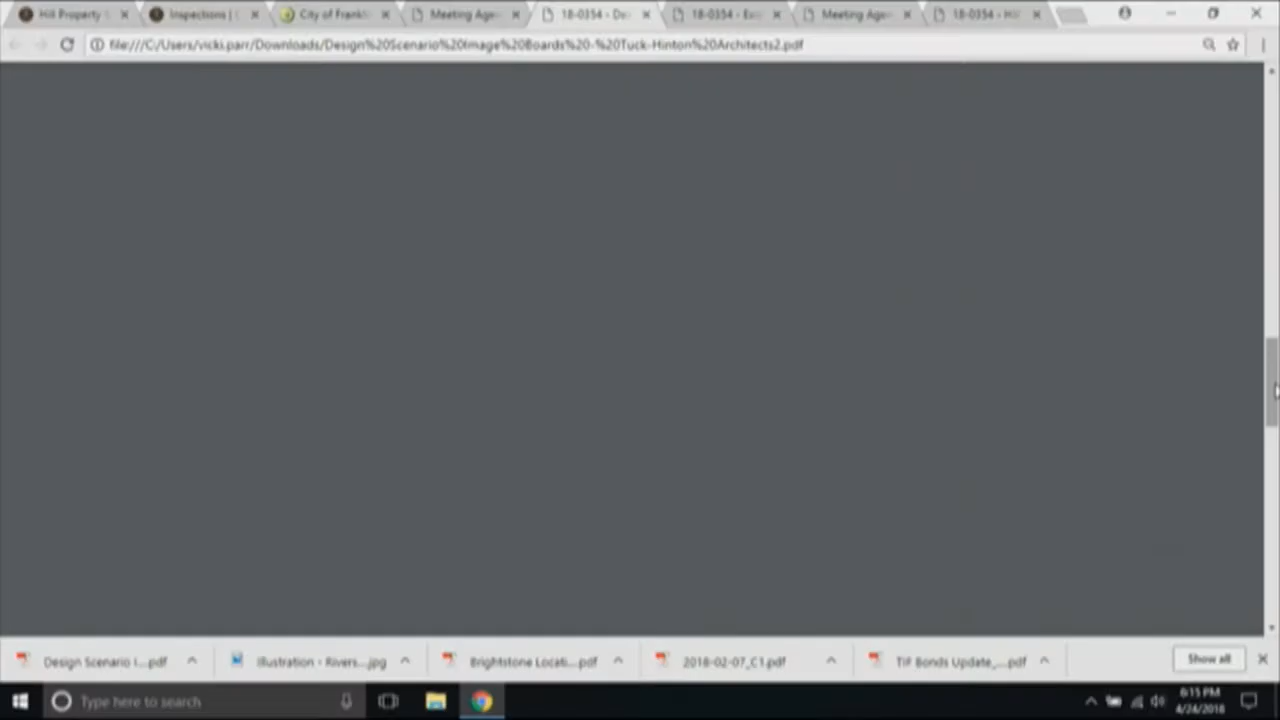 Hill Property
Inspections |
City of Frankl
Meeting Age
18-0354 - De
18-0354 - Ex
Meeting Age
18-0354 - Hil
file:///C:/Users/vicki.parr/Downloads/Design%20Scenario%20Image%20Boards%20-%20Tuck-Hinton%20Architects2.pdf
Design Scenario I....pdf
Illustration - Rivers....jpg
Brightstone Locati....pdf
2018-02-07_C1.pdf
TIF Bonds Update_....pdf
Show all
Type here to search
6:15 PM
4/24/2018